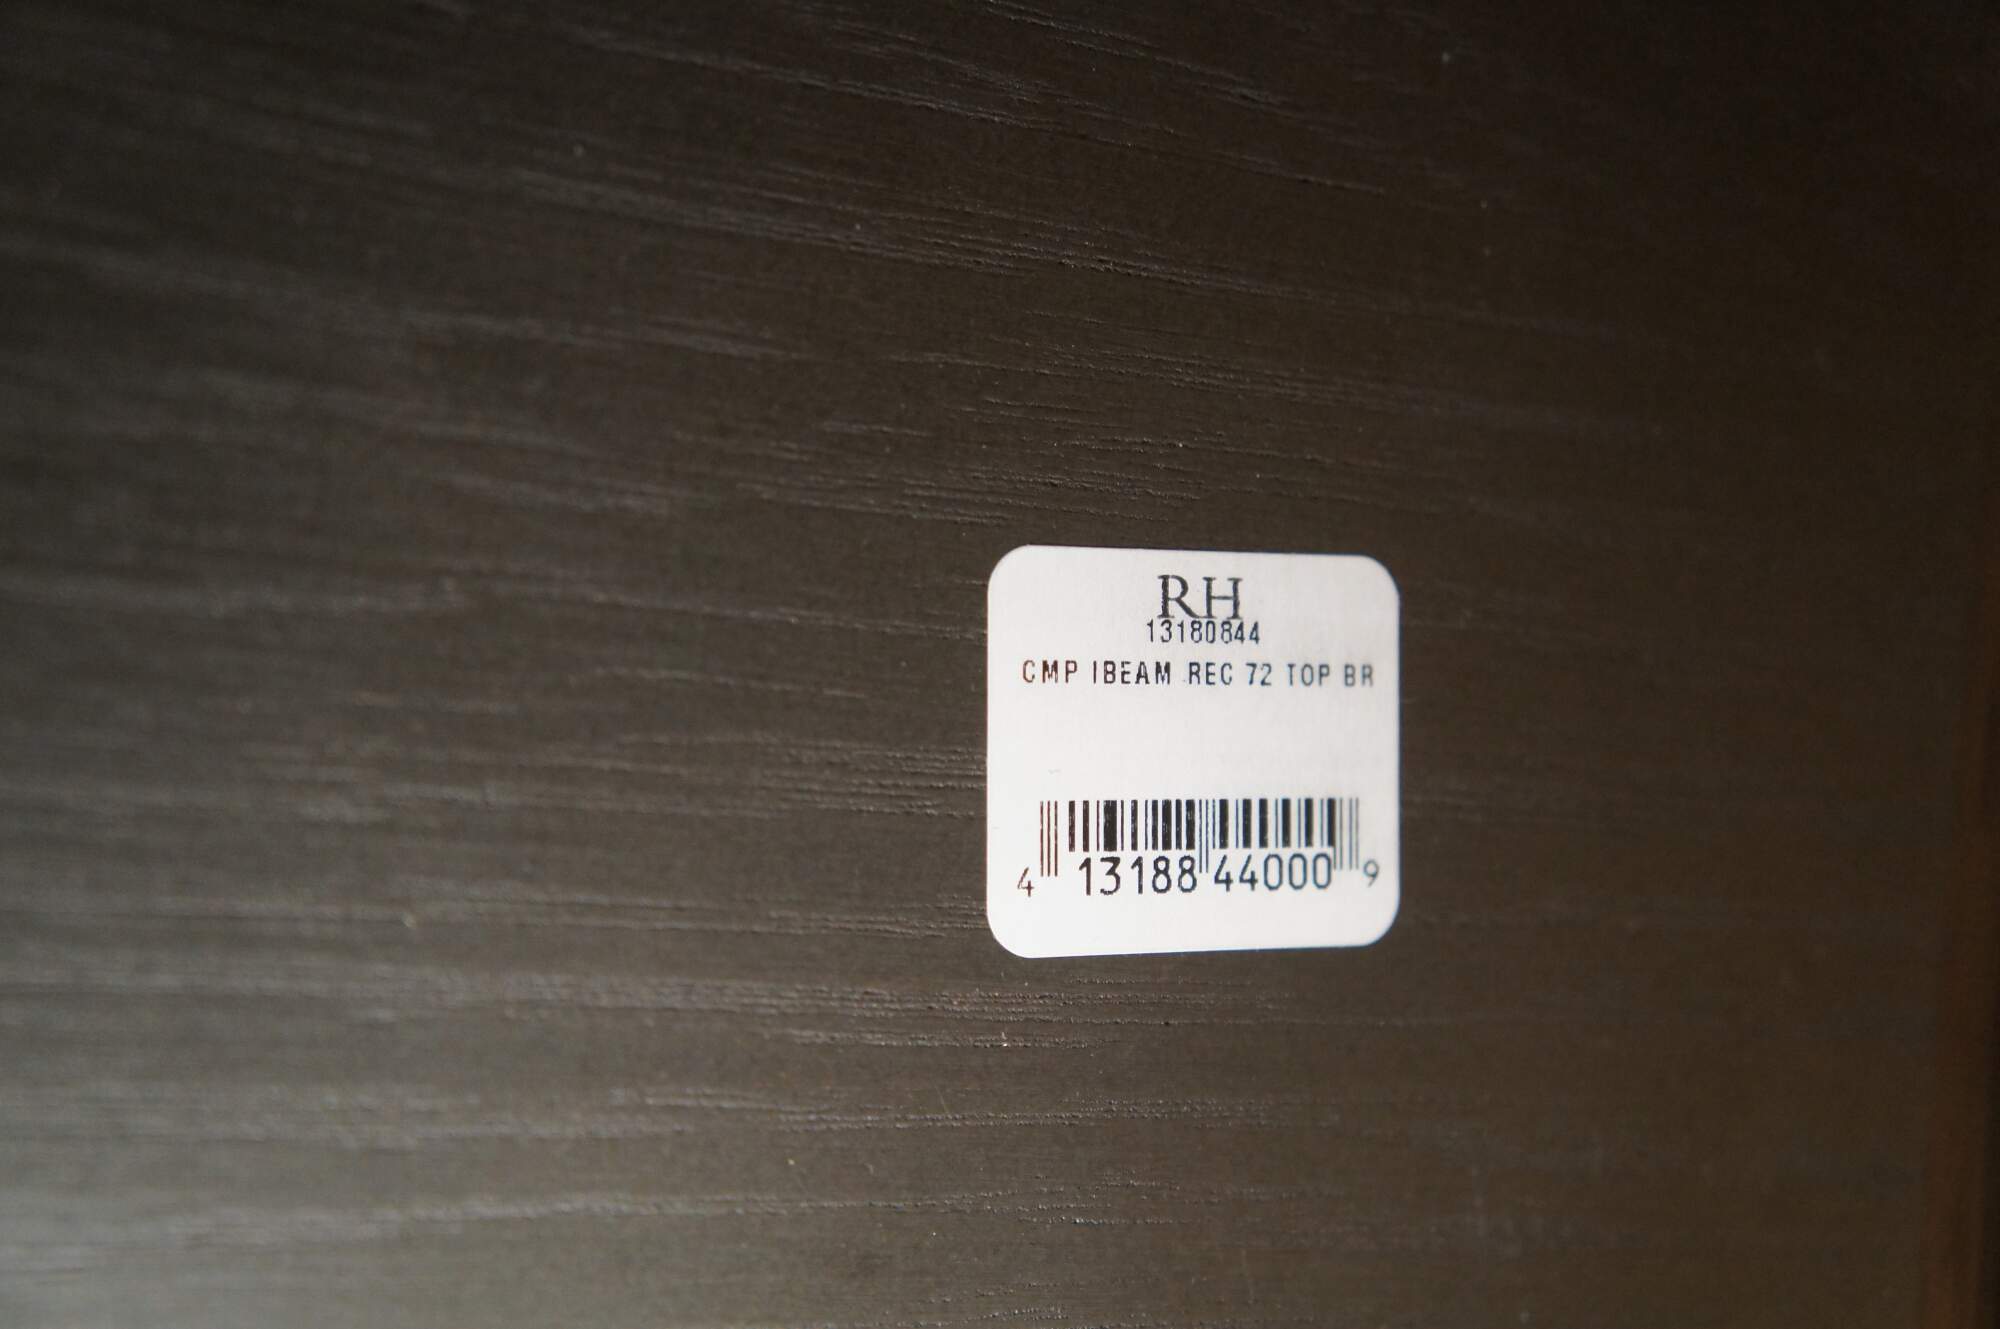 RH
13180844
CMP IBEAM REC 72 TOP BR
4 13188 44000 9